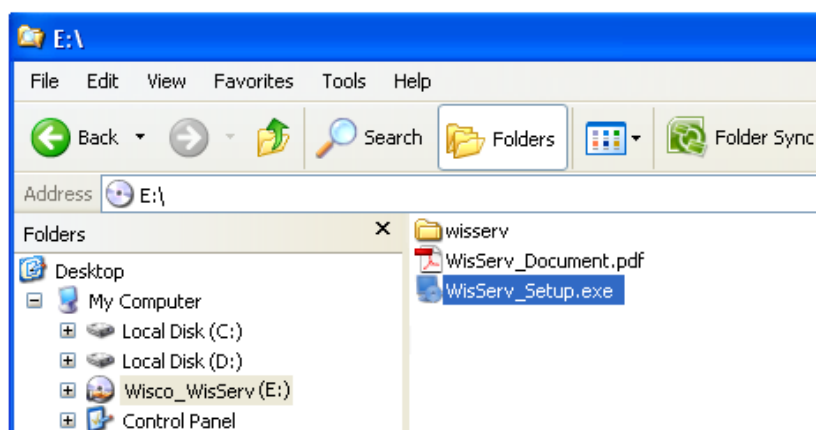 E:\
File Edit View Favorites Tools Help
Back Search Folders Folder Sync
Address E:\
Folders
wisserv
WisServ_Document.pdf
WisServ_Setup.exe
Desktop
My Computer
Local Disk (C:)
Local Disk (D:)
Wisco_WisServ (E:)
Control Panel